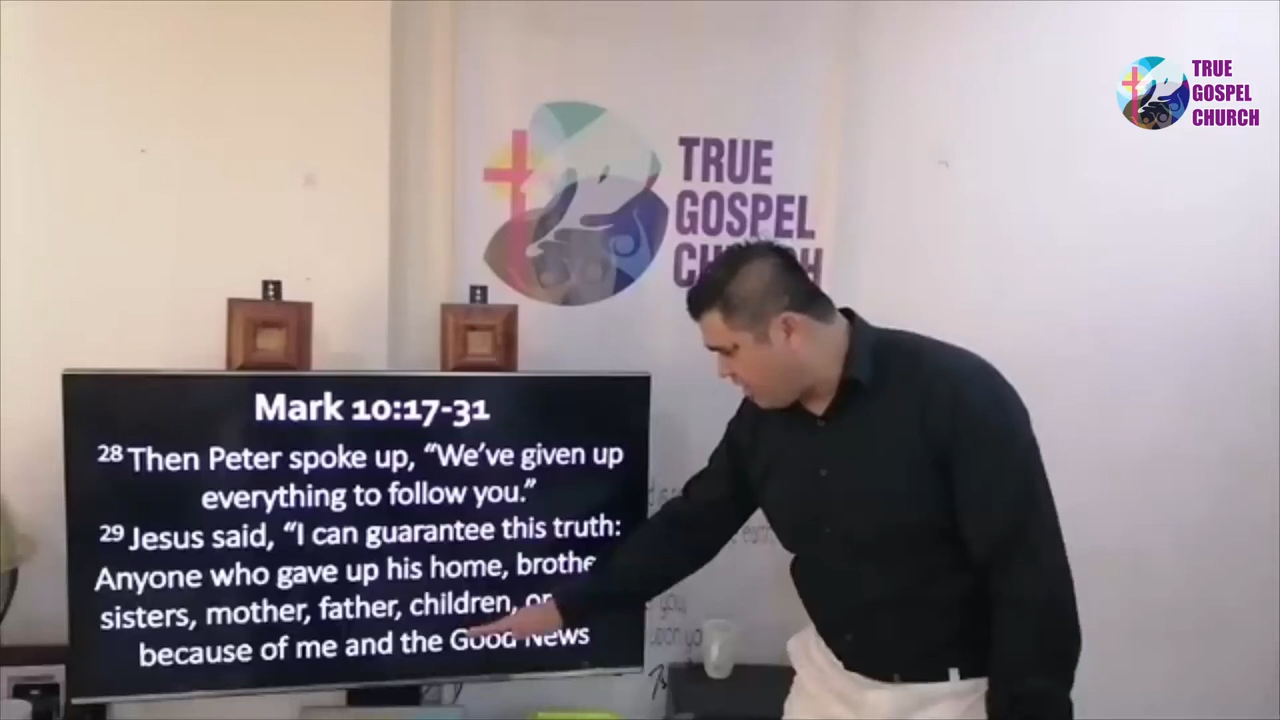 TRUE
GOSPEL
CHURCH
TRUE
GOSPEL
Mark 10:17-31
28 Then Peter spoke up, “We’ve given up
everything to follow you.”
29 Jesus said, “I can guarantee this truth:
Anyone who gave up his home,
sisters, mother, father, children,
because of me and the Good News